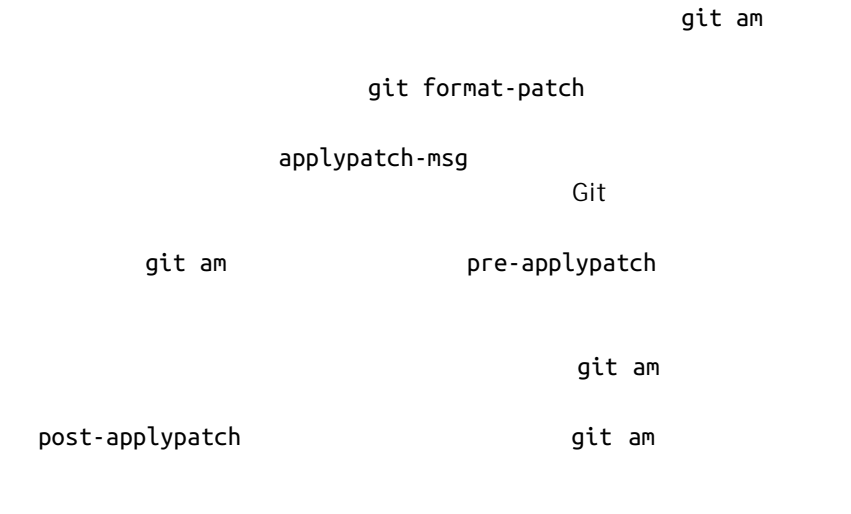 git am
git format-patch
applypatch-msg
Git
git am pre-applypatch
git am
post-applypatch git am